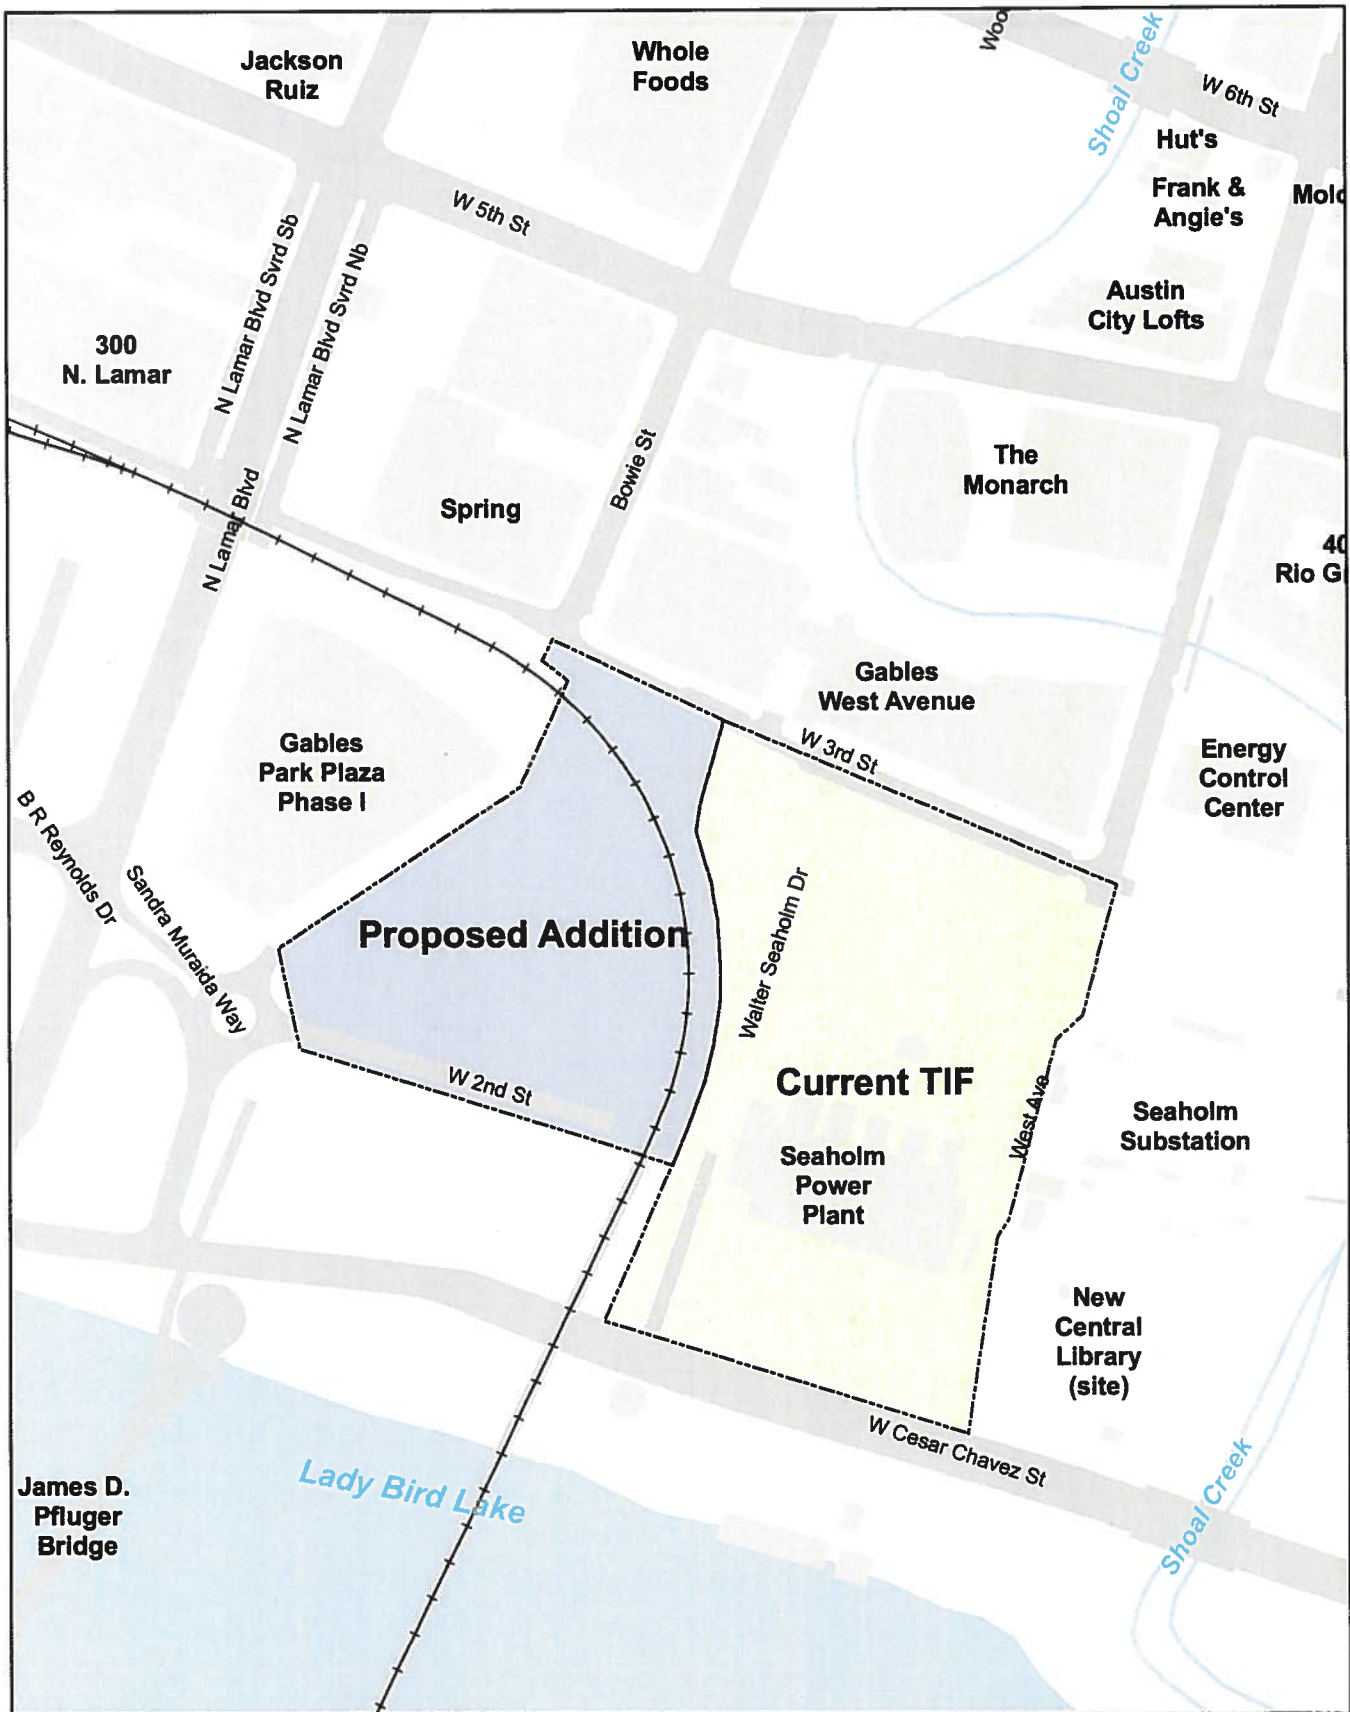 Jackson
Ruiz
Whole
Foods
Shoal Creek
W 6th St
Hut's
Frank &
Angie's
W 5th St
Austin
City Lofts
N Lamar Blvd Svrd Sb
N Lamar Blvd Svrd Nb
300
N. Lamar
The
Monarch
Bowie St
Spring
N Lamar Blvd
Rio G
Gables
West Avenue
W 3rd St
Gables
Park Plaza
Phase I
Energy
Control
Center
B R Reynolds Dr
Sandra Muraida Way
Proposed Addition
Walter Seaholm Dr
Current TIF
W 2nd St
West Ave
Seaholm
Substation
Seaholm
Power
Plant
New
Central
Library
(site)
W Cesar Chavez St
Lady Bird Lake
James D.
Pfluger
Bridge
Shoal Creek